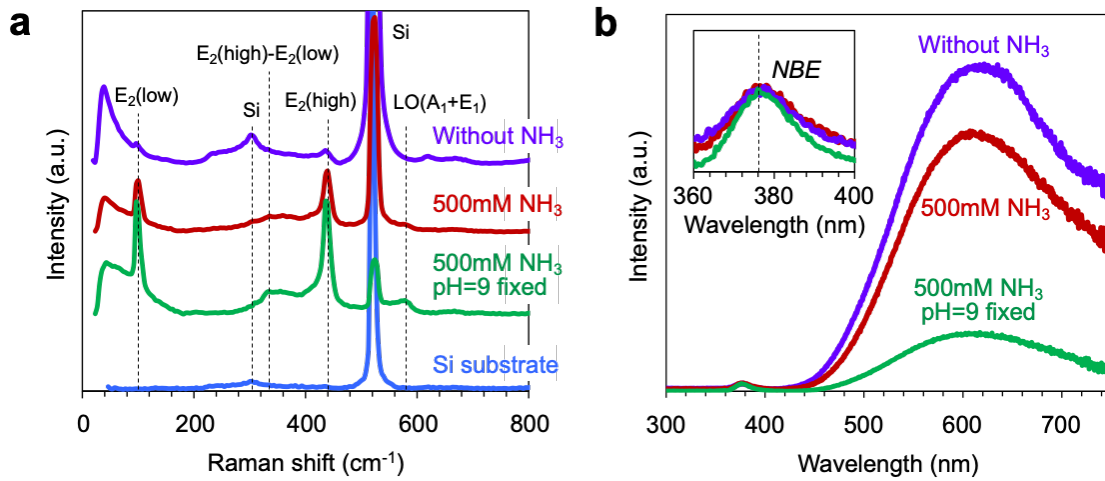 a
Intensity (a.u.)
E₂(low)
E₂(high)-E₂(low)
Si
E₂(high)
Si
LO(A₁+E₁)
Without NH₃
500mM NH₃
500mM NH₃
pH=9 fixed
Si substrate
0 200 400 600 800
Raman shift (cm⁻¹)
b
Intensity (a.u.)
NBE
360 380 400
Wavelength (nm)
Without NH₃
500mM NH₃
500mM NH₃
pH=9 fixed
300 400 500 600 700
Wavelength (nm)